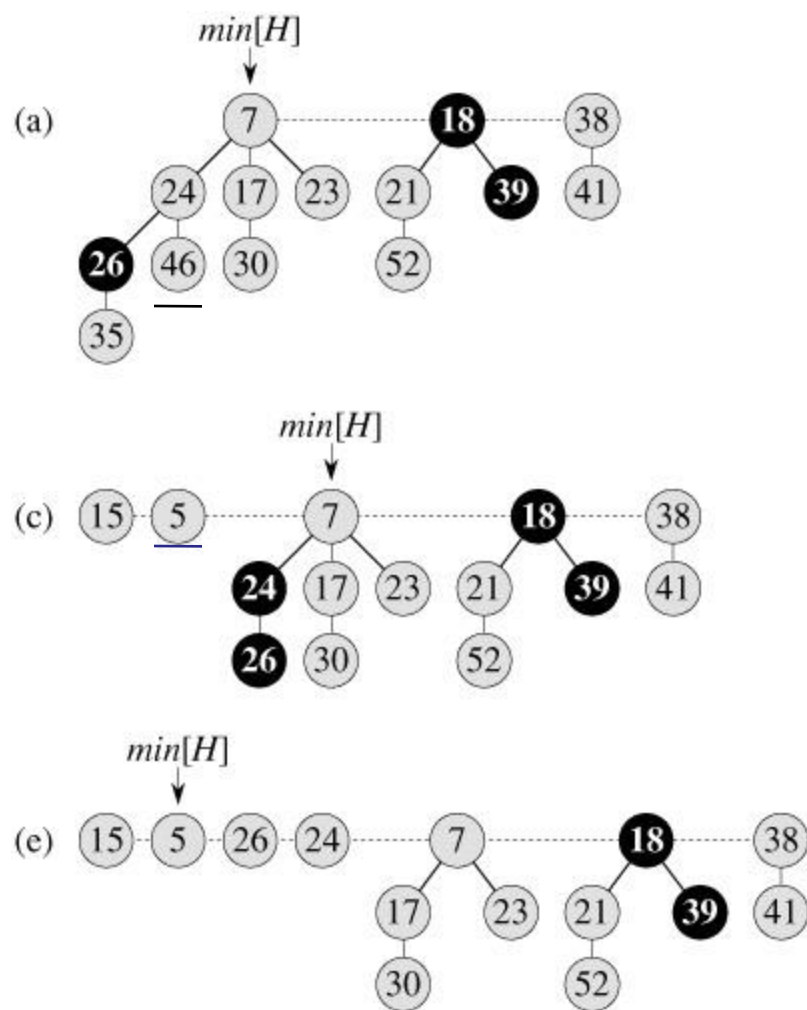 min[H]
(a) 7 18 38
24 17 23 21 39 41
26 46 30 52
35
min[H]
(c) 15 5 7 18 38
24 17 23 21 39 41
26 30 52
min[H]
(e) 15 5 26 24 7 18 38
17 23 21 39 41
30 52